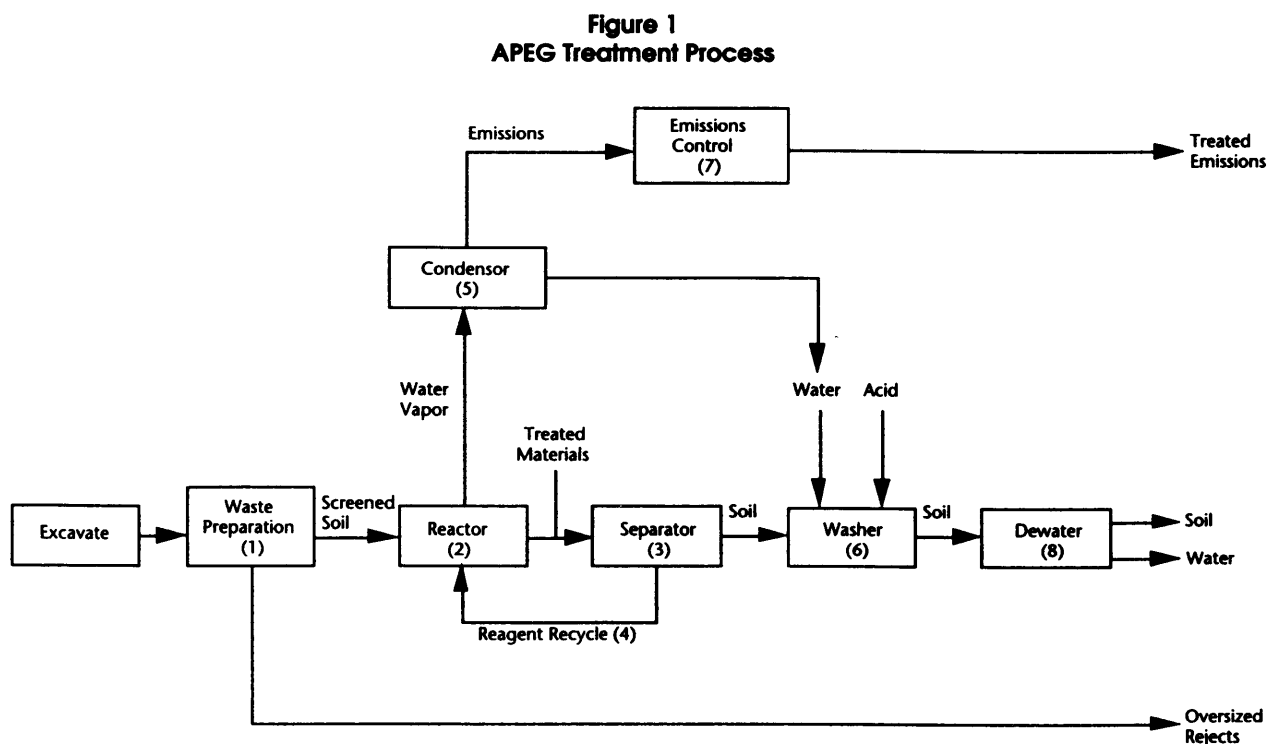 Figure 1
APEG Treatment Process
Emissions
Emissions
Control
(7)
Treated
Emissions
Condensor
(5)
Water
Vapor
Water
Acid
Treated
Materials
Excavate
Waste
Preparation
(1)
Screened
Soil
Reactor
(2)
Separator
(3)
Soil
Washer
(6)
Soil
Dewater
(8)
Soil
Water
Reagent Recycle (4)
Oversized
Rejects